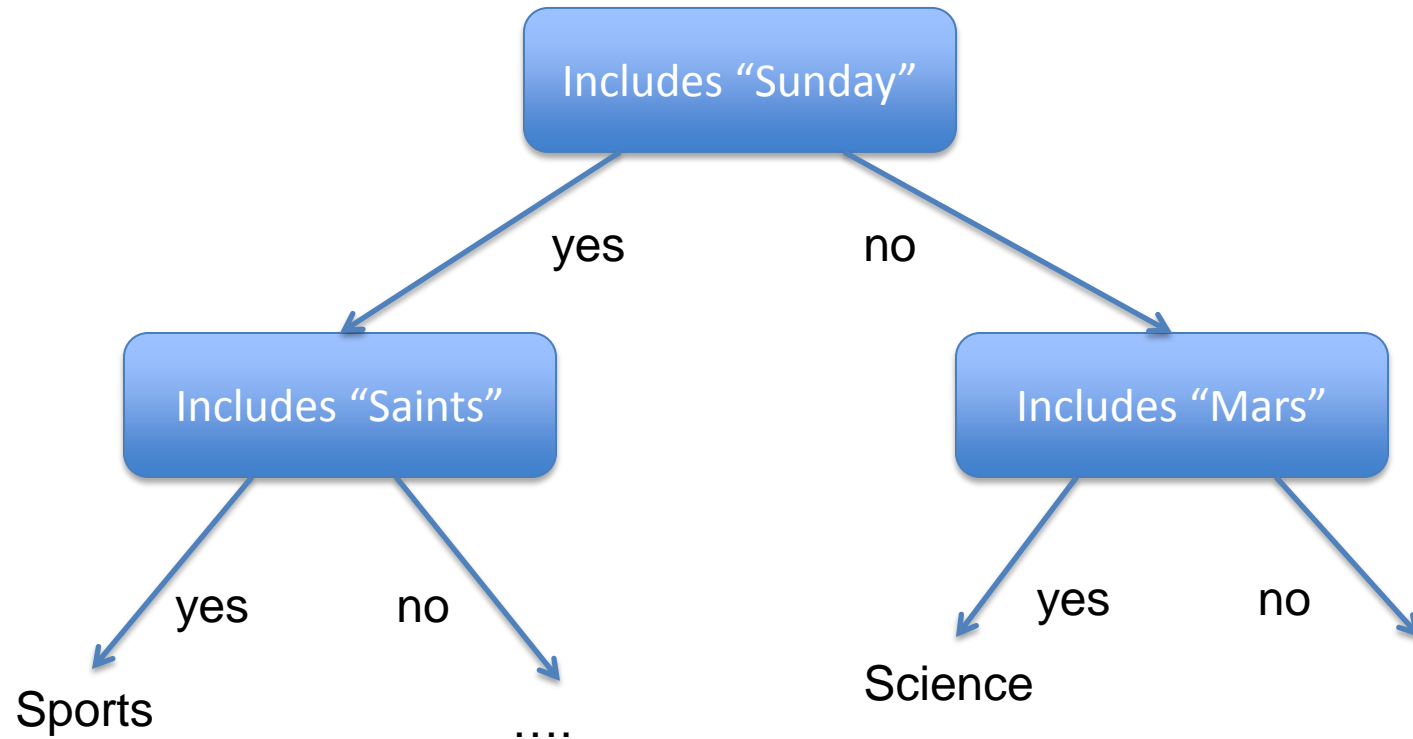 Includes “Sunday”
yes
no
Includes “Saints”
Includes “Mars”
yes
no
yes
no
Sports
....
Science